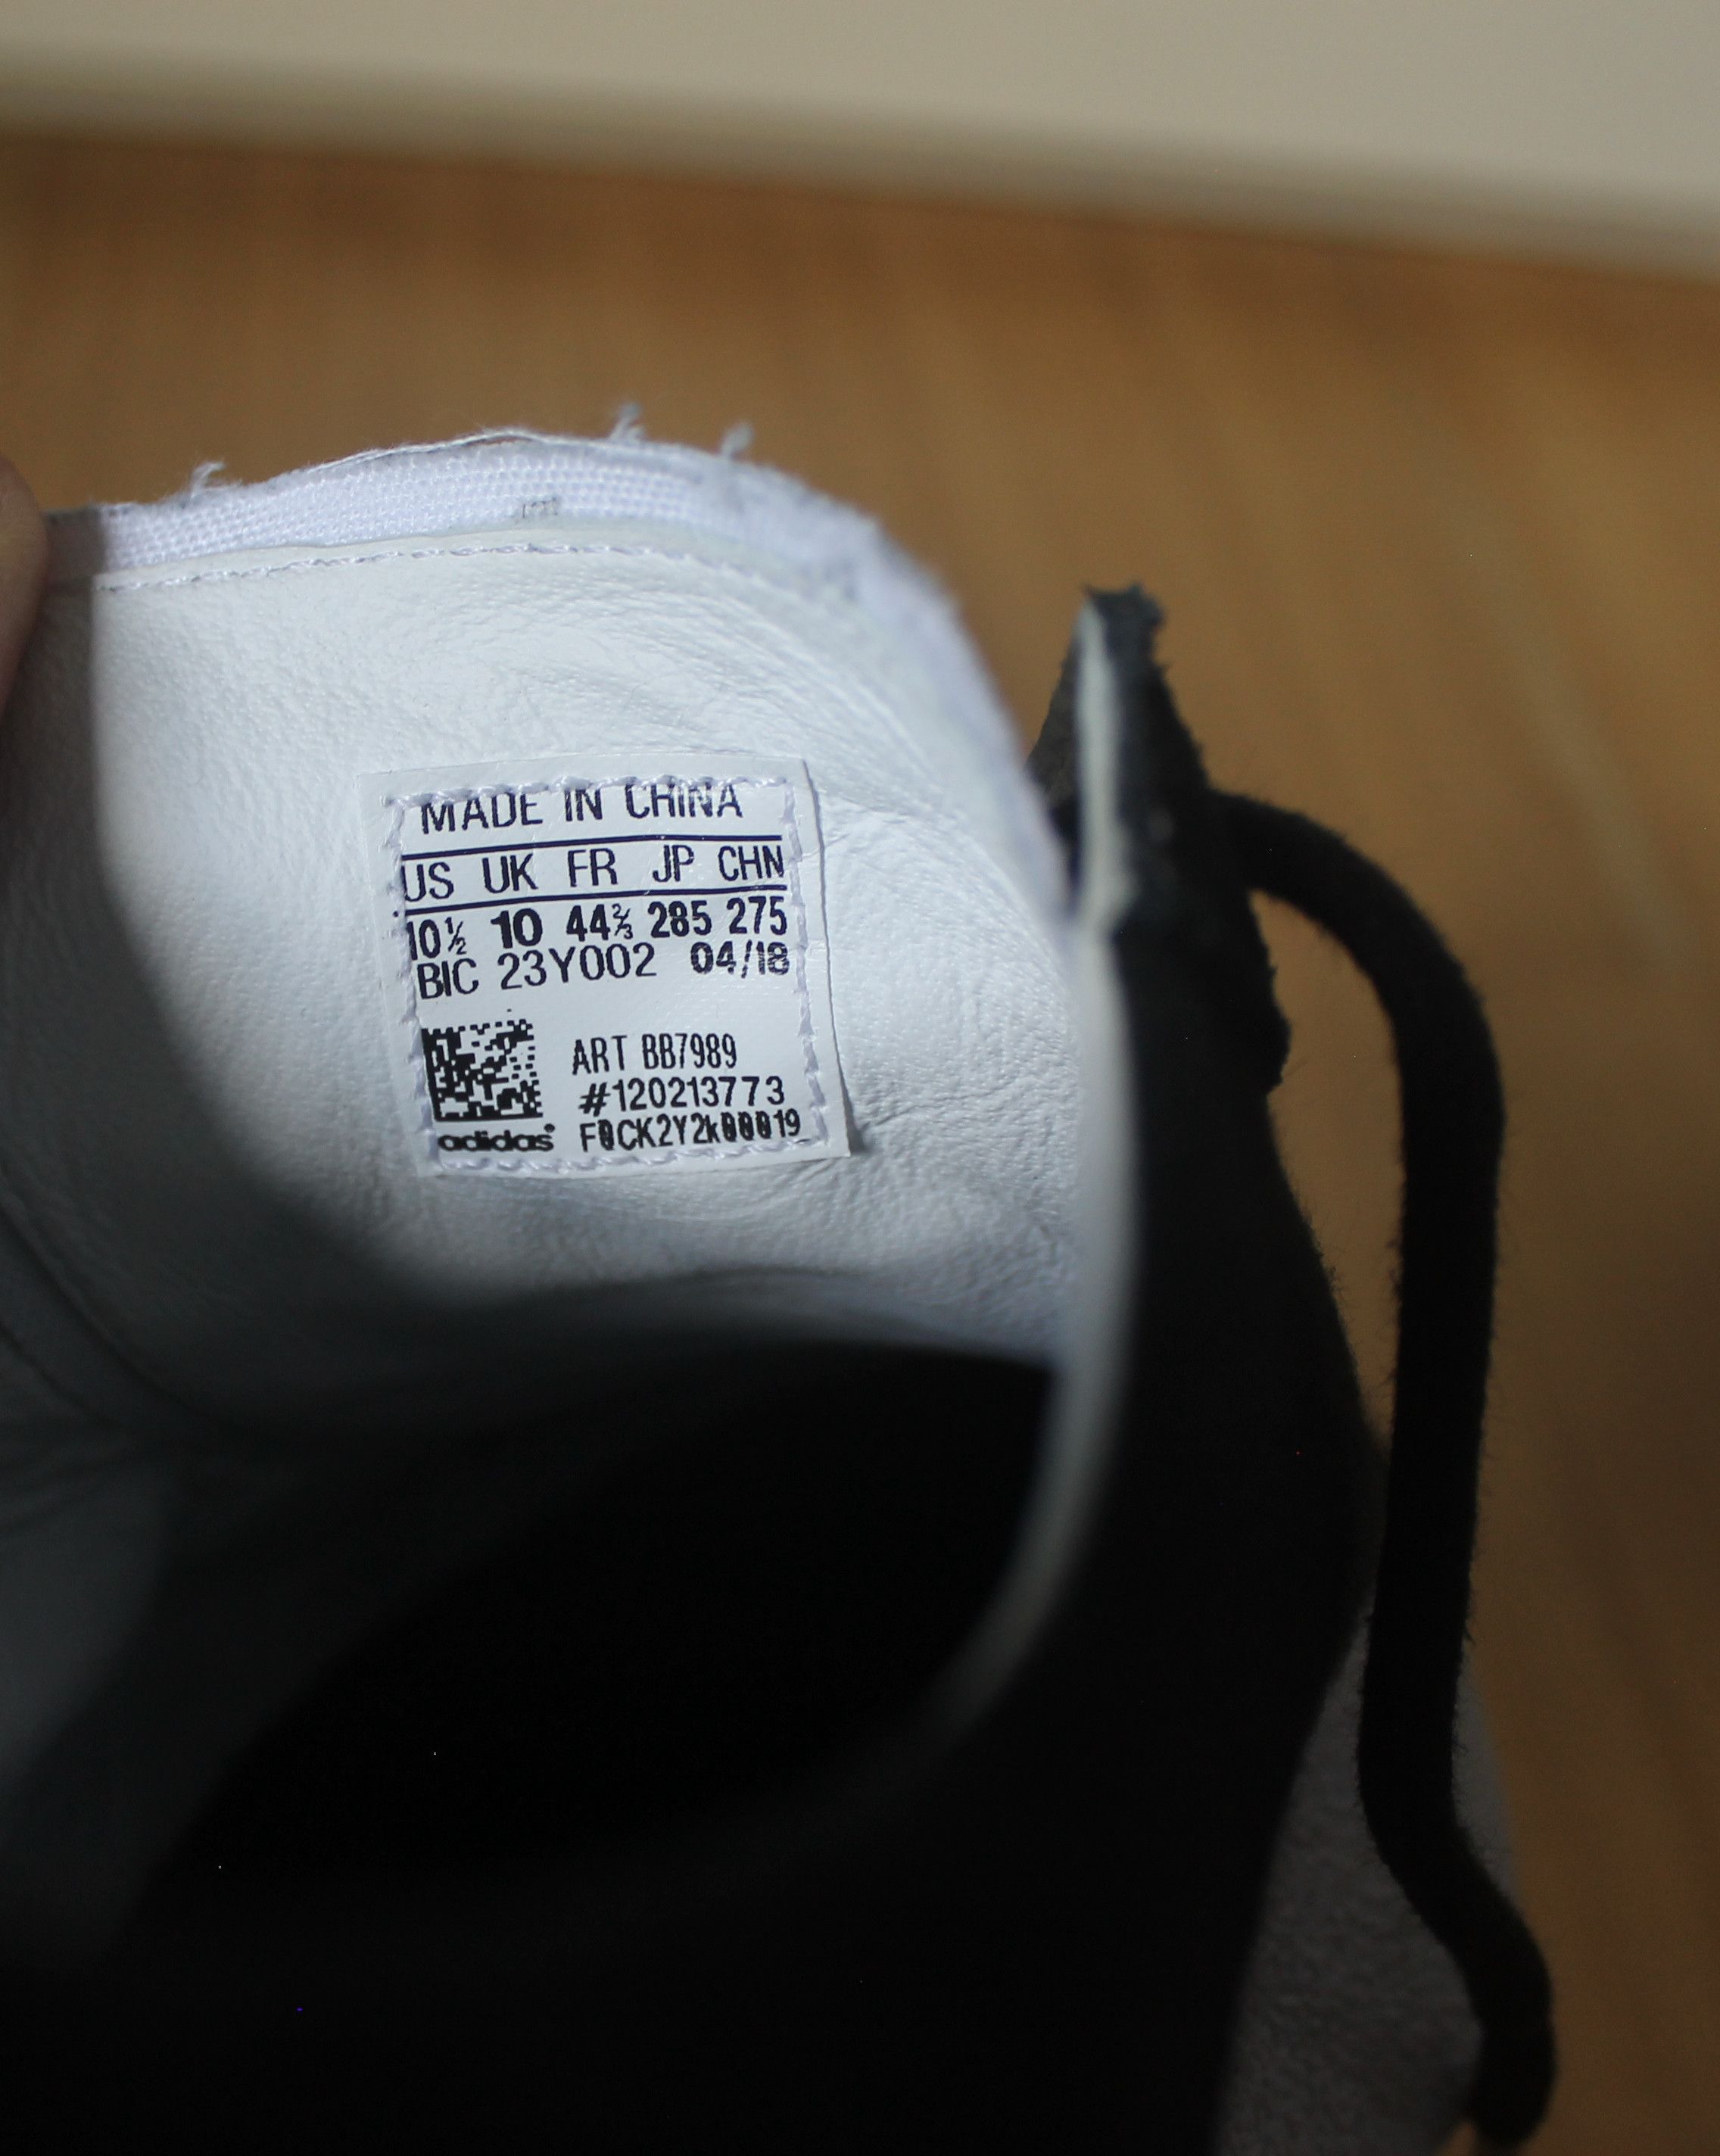 MADE IN CHINA
US UK FR JP CHN
10½ 10 44⅔ 285 275
BIC 23Y002 04/18
ART BB7989
#120213773
adidas® F0CK2Y2k00019